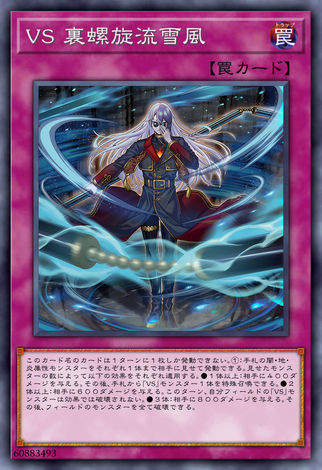 VS 裏螺旋流雪風
トラップ
罠
【罠カード】
このカード名のカードは1ターンに1枚しか発動できない。①:手札の闇・地・
炎属性モンスターをそれぞれ1体まで相手に見せて発動できる。見せたモン
スターの数によって以下の効果をそれぞれ適用する。●1体以上:相手に400ダ
メージを与える。その後、手札から「VS」モンスター1体を特殊召喚できる。●2
体以上:相手に600ダメージを与える。このターン、自分フィールドの「VS」モ
ンスターは効果では破壊されない。●3体:相手に800ダメージを与える。そ
の後、フィールドのモンスターを全て破壊できる。
60883493